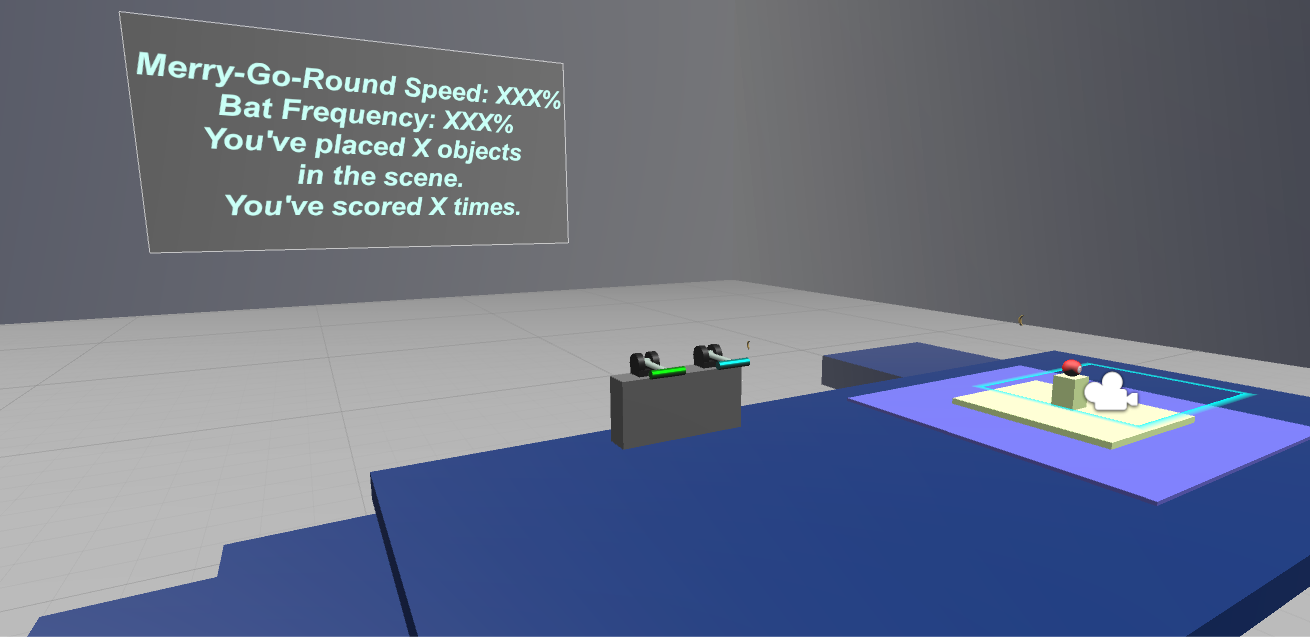 Merry-Go-Round Speed: XXX%
Bat Frequency: XXX%
You've placed X objects
in the scene.
You've scored X times.